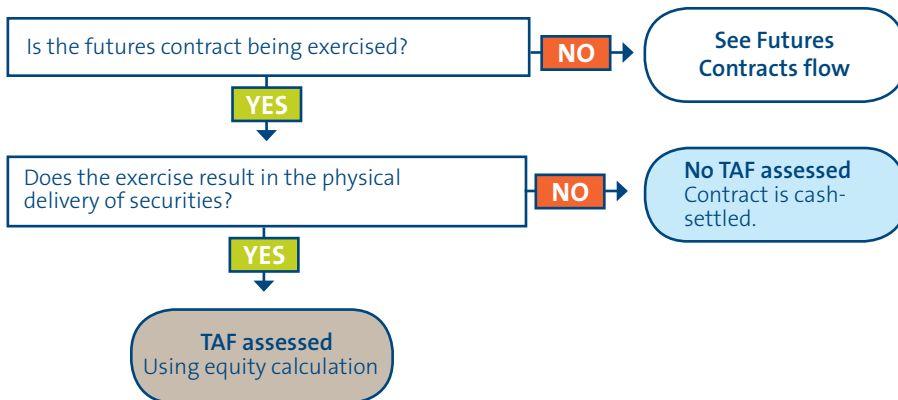 Is the futures contract being exercised?
NO
See Futures
Contracts flow
YES
Does the exercise result in the physical
delivery of securities?
NO
No TAF assessed
Contract is cash-
settled.
YES
TAF assessed
Using equity calculation